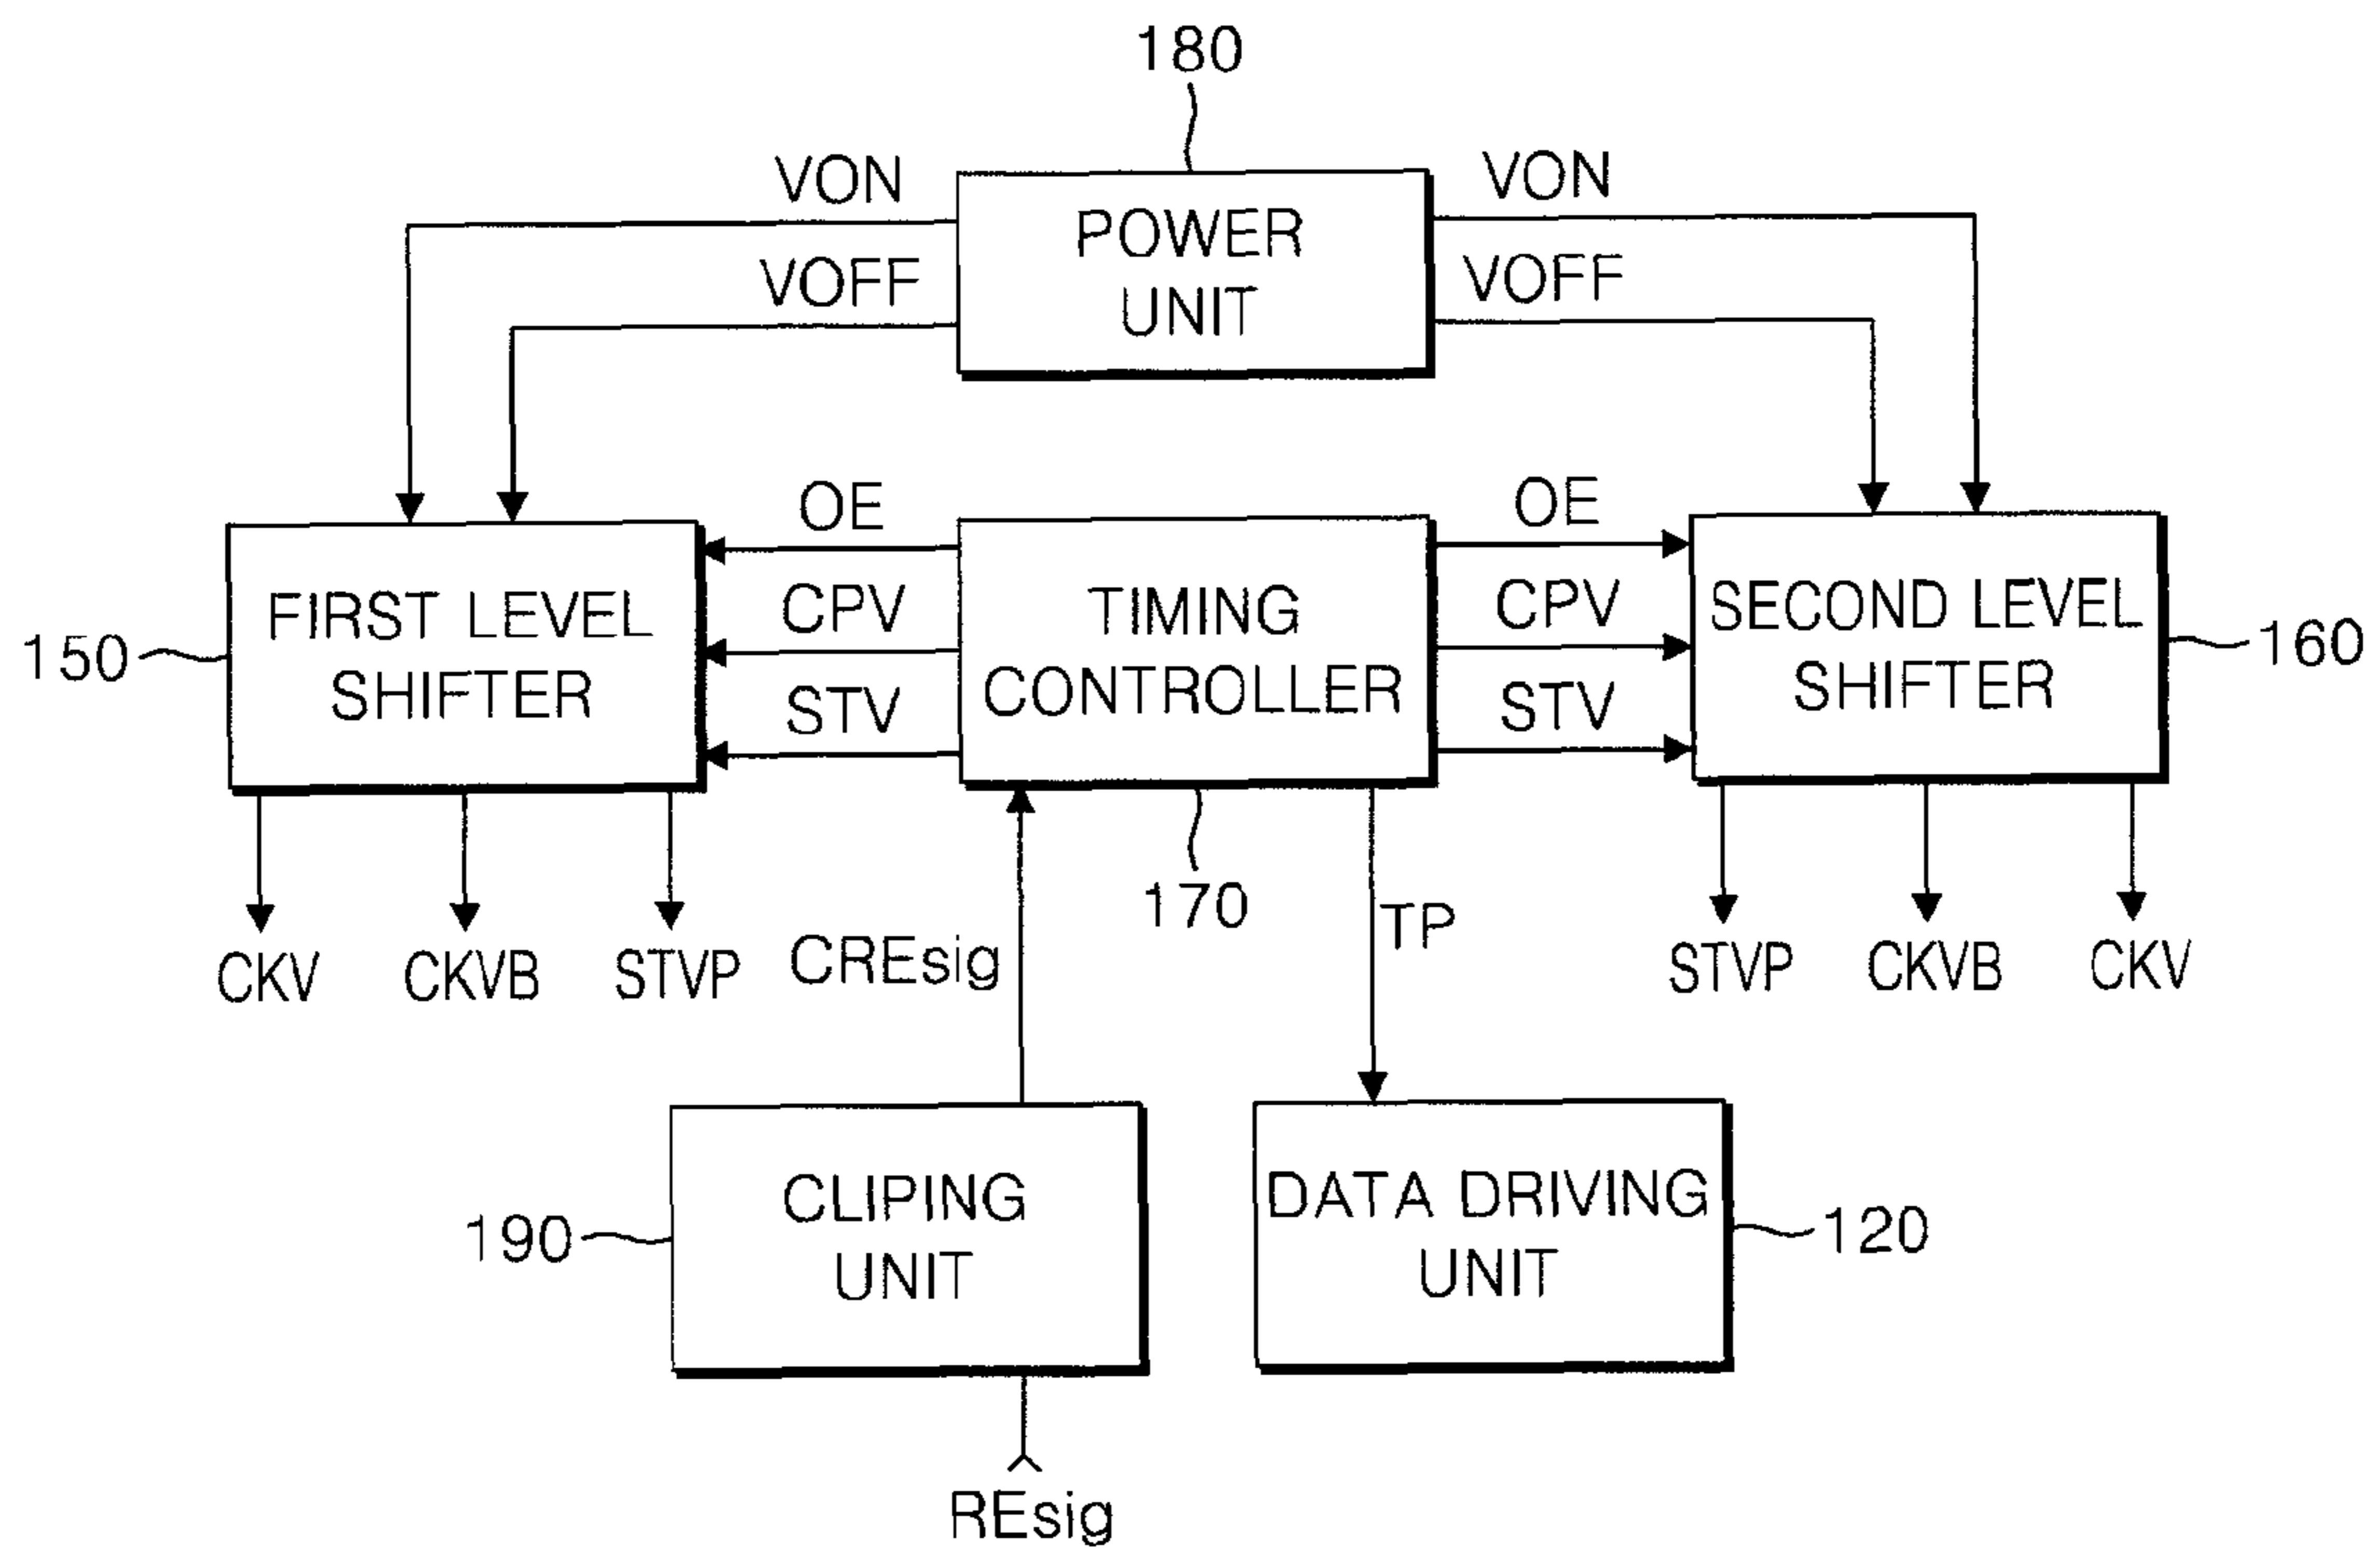 180
VON
VON
POWER
UNIT
VOFF
VOFF
OE
OE
FIRST LEVEL
SHIFTER
150
CPV
TIMING
CONTROLLER
CPV
SECOND LEVEL
SHIFTER
160
STV
STV
CKV
CKVB
STVP
CREsig
170
TP
STVP
CKVB
CKV
CLIPING
UNIT
190
DATA DRIVING
UNIT
120
REsig